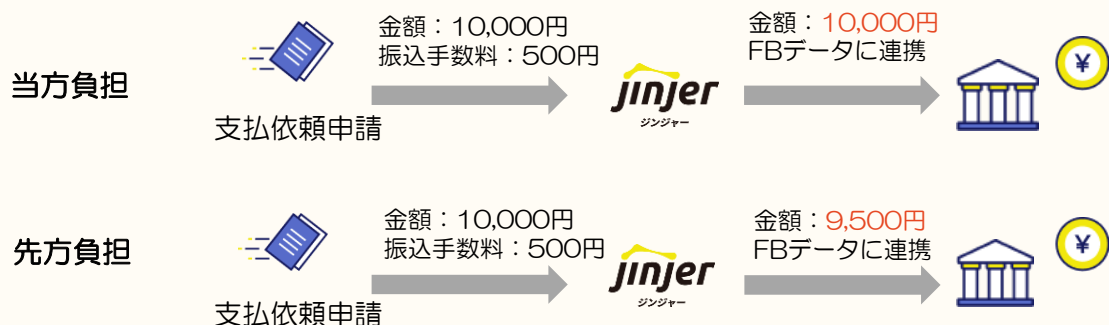 当方負担
支払依頼申請
金額：10,000円
振込手数料：500円
jinjer
ジンジャー
金額：10,000円
FBデータに連携
¥
先方負担
支払依頼申請
金額：10,000円
振込手数料：500円
jinjer
ジンジャー
金額：9,500円
FBデータに連携
¥